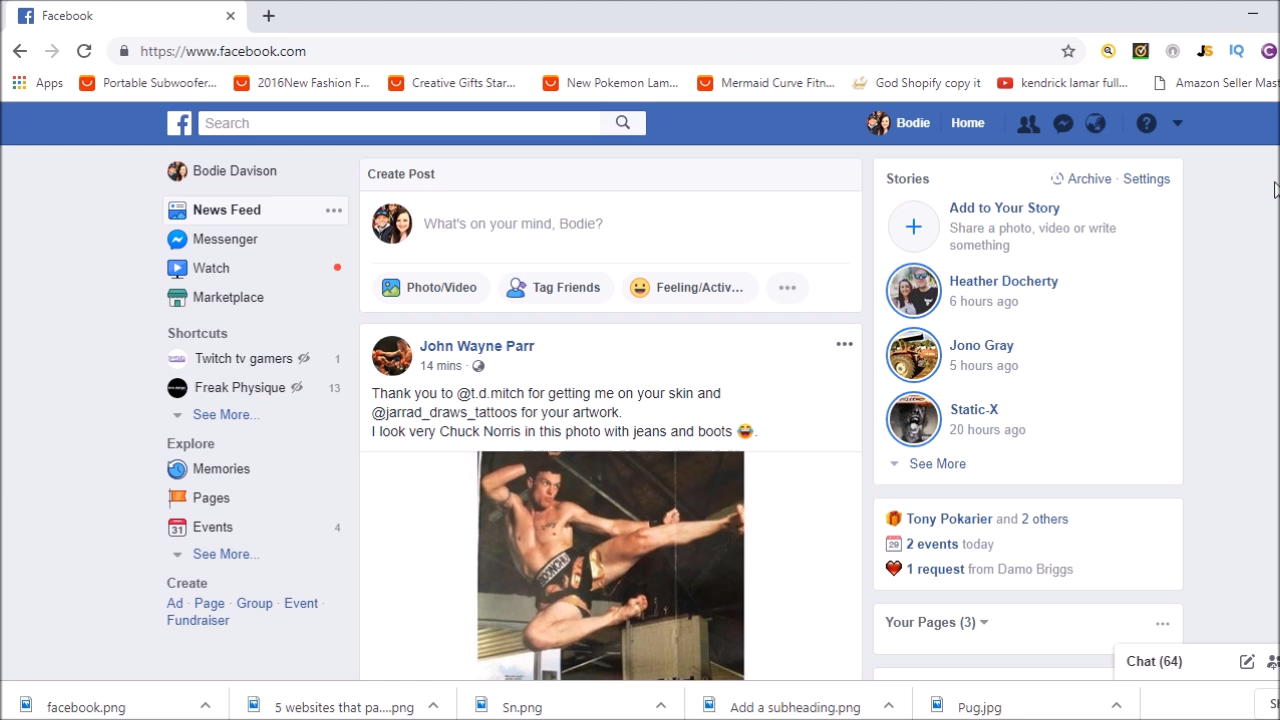 Facebook
https://www.facebook.com
Apps
Portable Subwoofer...
2016New Fashion F...
Creative Gifts Star...
New Pokemon Lam...
Mermaid Curve Fitn...
God Shopify copy it
kendrick lamar full...
Amazon Seller Mast
Search
Bodie
Home
Bodie Davison
News Feed
Messenger
Watch
Marketplace
Shortcuts
Twitch tv gamers 1
Freak Physique 13
See More...
Explore
Memories
Pages
Events 4
See More...
Create
Ad · Page · Group · Event ·
Fundraiser
Create Post
What's on your mind, Bodie?
Photo/Video
Tag Friends
Feeling/Activ...
John Wayne Parr
14 mins ·
Thank you to @t.d.mitch for getting me on your skin and
@jarrad_draws_tattoos for your artwork.
I look very Chuck Norris in this photo with jeans and boots 😂.
Stories
Archive · Settings
Add to Your Story
Share a photo, video or write
something
Heather Docherty
6 hours ago
Jono Gray
5 hours ago
Static-X
20 hours ago
See More
Tony Pokarier and 2 others
2 events today
1 request from Damo Briggs
Your Pages (3)
Chat (64)
facebook.png
5 websites that pa....png
Sn.png
Add a subheading.png
Pug.jpg